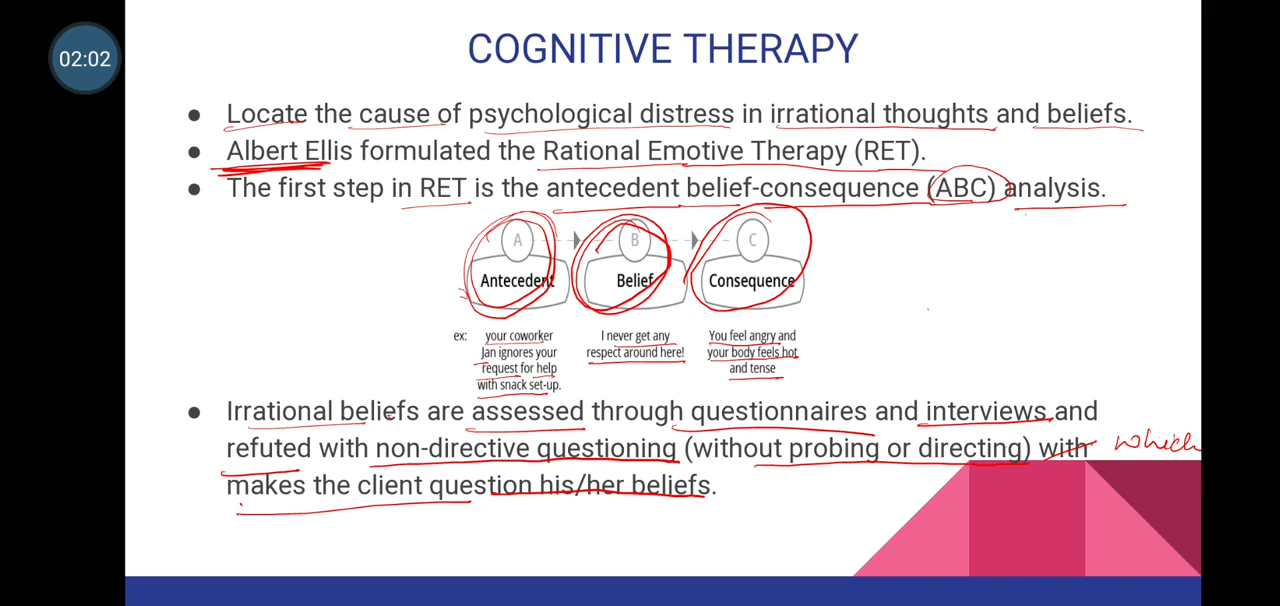 02:02
COGNITIVE THERAPY
● Locate the cause of psychological distress in irrational thoughts and beliefs.
● Albert Ellis formulated the Rational Emotive Therapy (RET).
● The first step in RET is the antecedent belief-consequence (ABC) analysis.
A B C
Antecedent Belief Consequence
ex: your coworker I never get any You feel angry and
Jan ignores your respect around here! your body feels hot
request for help and tense
with snack set-up.
● Irrational beliefs are assessed through questionnaires and interviews and
refuted with non-directive questioning (without probing or directing) with which
makes the client question his/her beliefs.